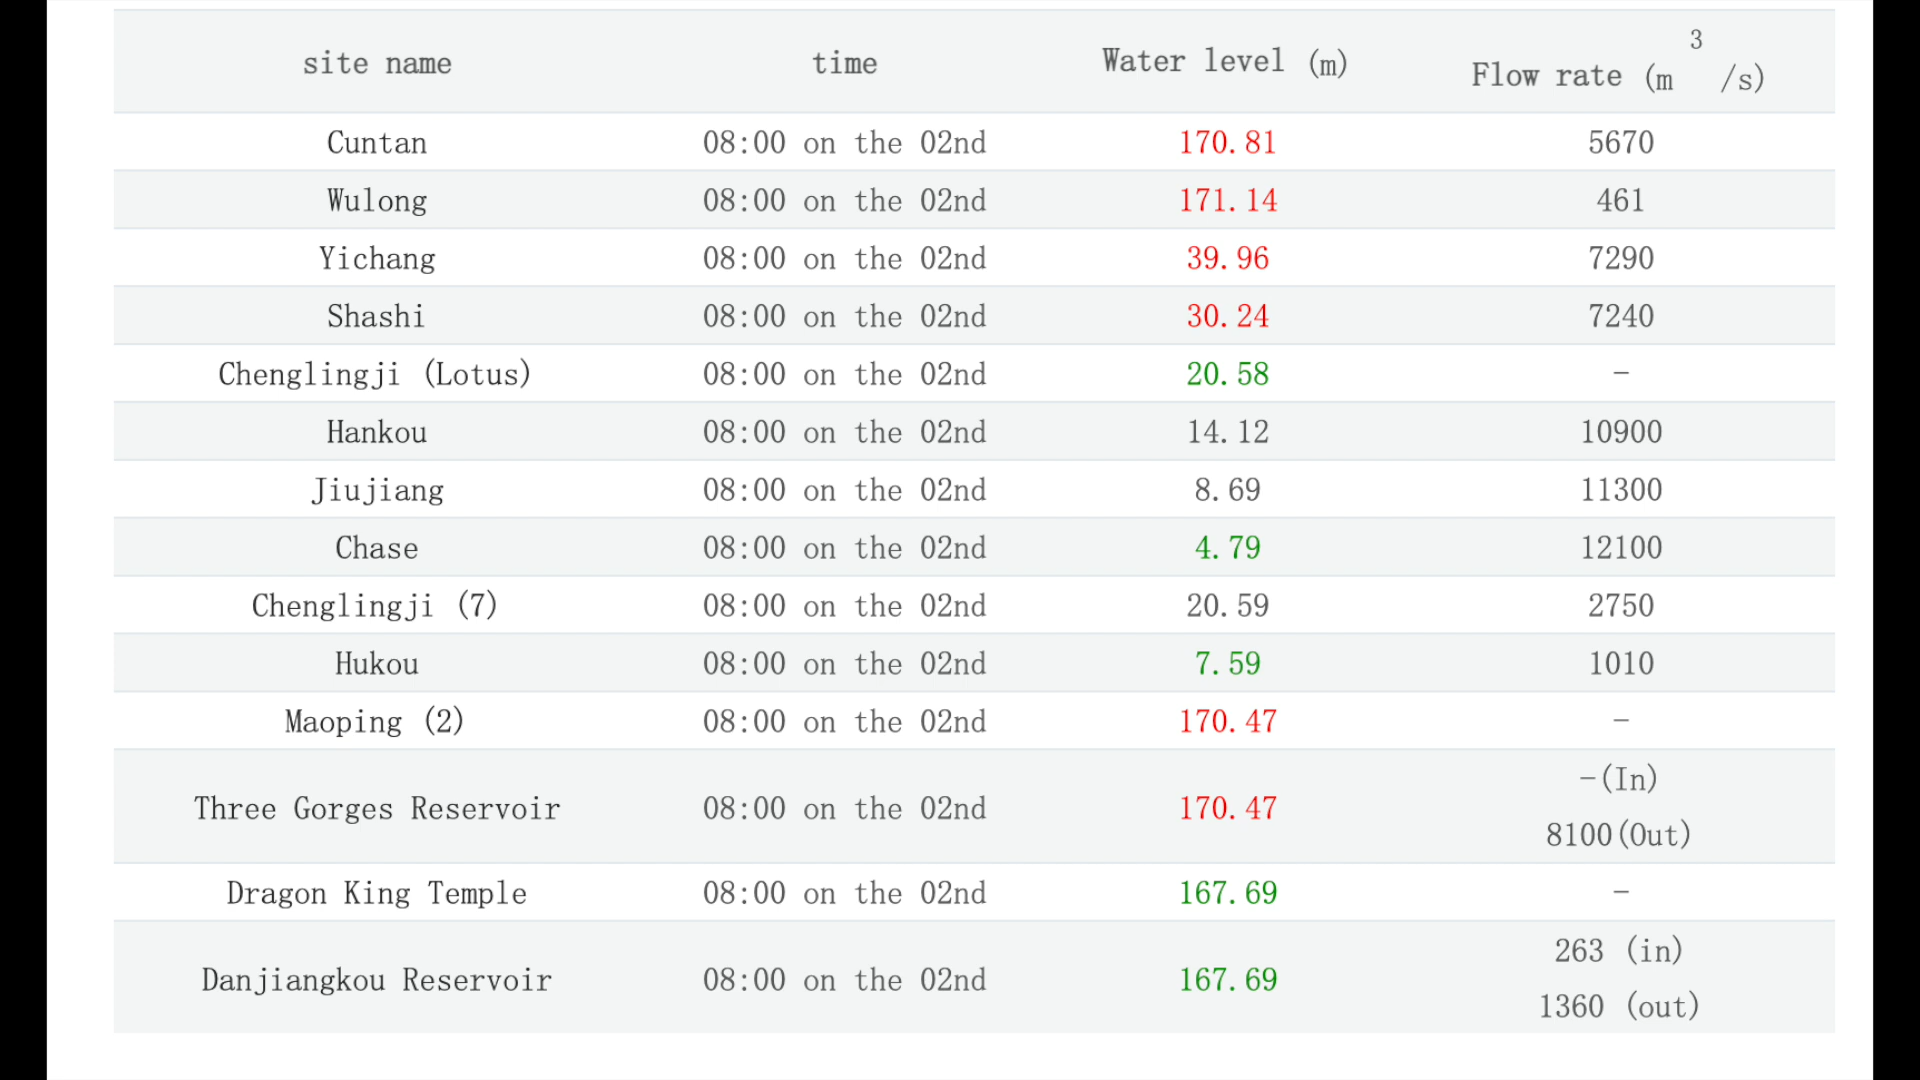 site name time Water level (m) Flow rate (m3/s)
Cuntan 08:00 on the 02nd 170.81 5670
Wulong 08:00 on the 02nd 171.14 461
Yichang 08:00 on the 02nd 39.96 7290
Shashi 08:00 on the 02nd 30.24 7240
Chenglingji (Lotus) 08:00 on the 02nd 20.58 -
Hankou 08:00 on the 02nd 14.12 10900
Jiujiang 08:00 on the 02nd 8.69 11300
Chase 08:00 on the 02nd 4.79 12100
Chenglingji (7) 08:00 on the 02nd 20.59 2750
Hukou 08:00 on the 02nd 7.59 1010
Maoping (2) 08:00 on the 02nd 170.47 -
Three Gorges Reservoir 08:00 on the 02nd 170.47 -(In)
8100(Out)
Dragon King Temple 08:00 on the 02nd 167.69 -
Danjiangkou Reservoir 08:00 on the 02nd 167.69 263 (in)
1360 (out)